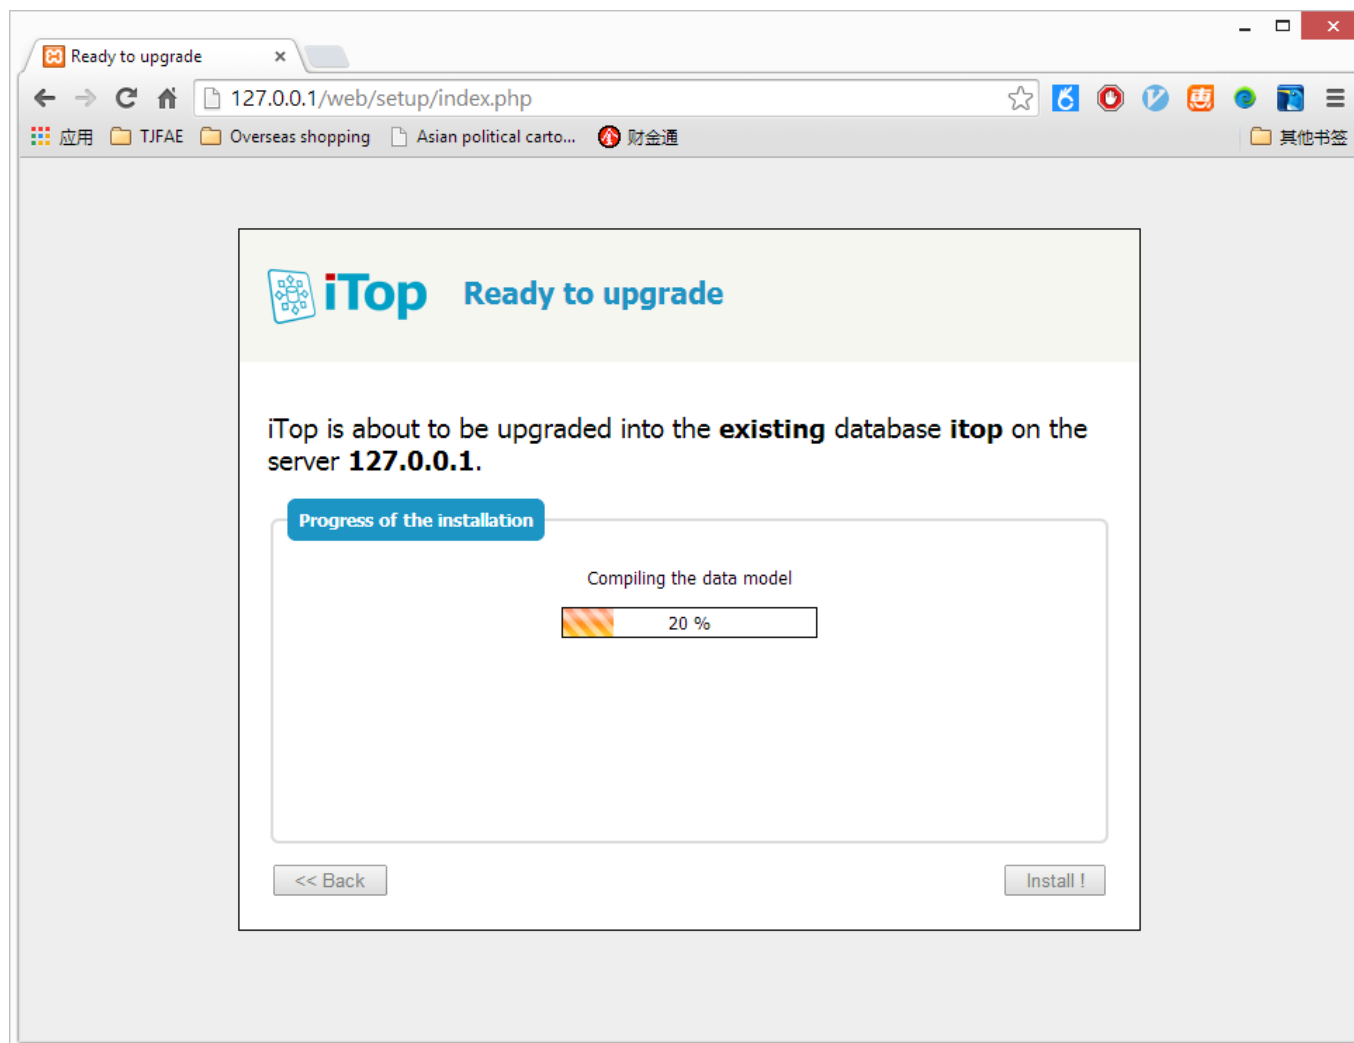 Ready to upgrade
127.0.0.1/web/setup/index.php
应用 TJFAE Overseas shopping Asian political carto... 财金通 其他书签
iTop Ready to upgrade
iTop is about to be upgraded into the existing database itop on the
server 127.0.0.1.
Progress of the installation
Compiling the data model
20 %
<< Back Install !